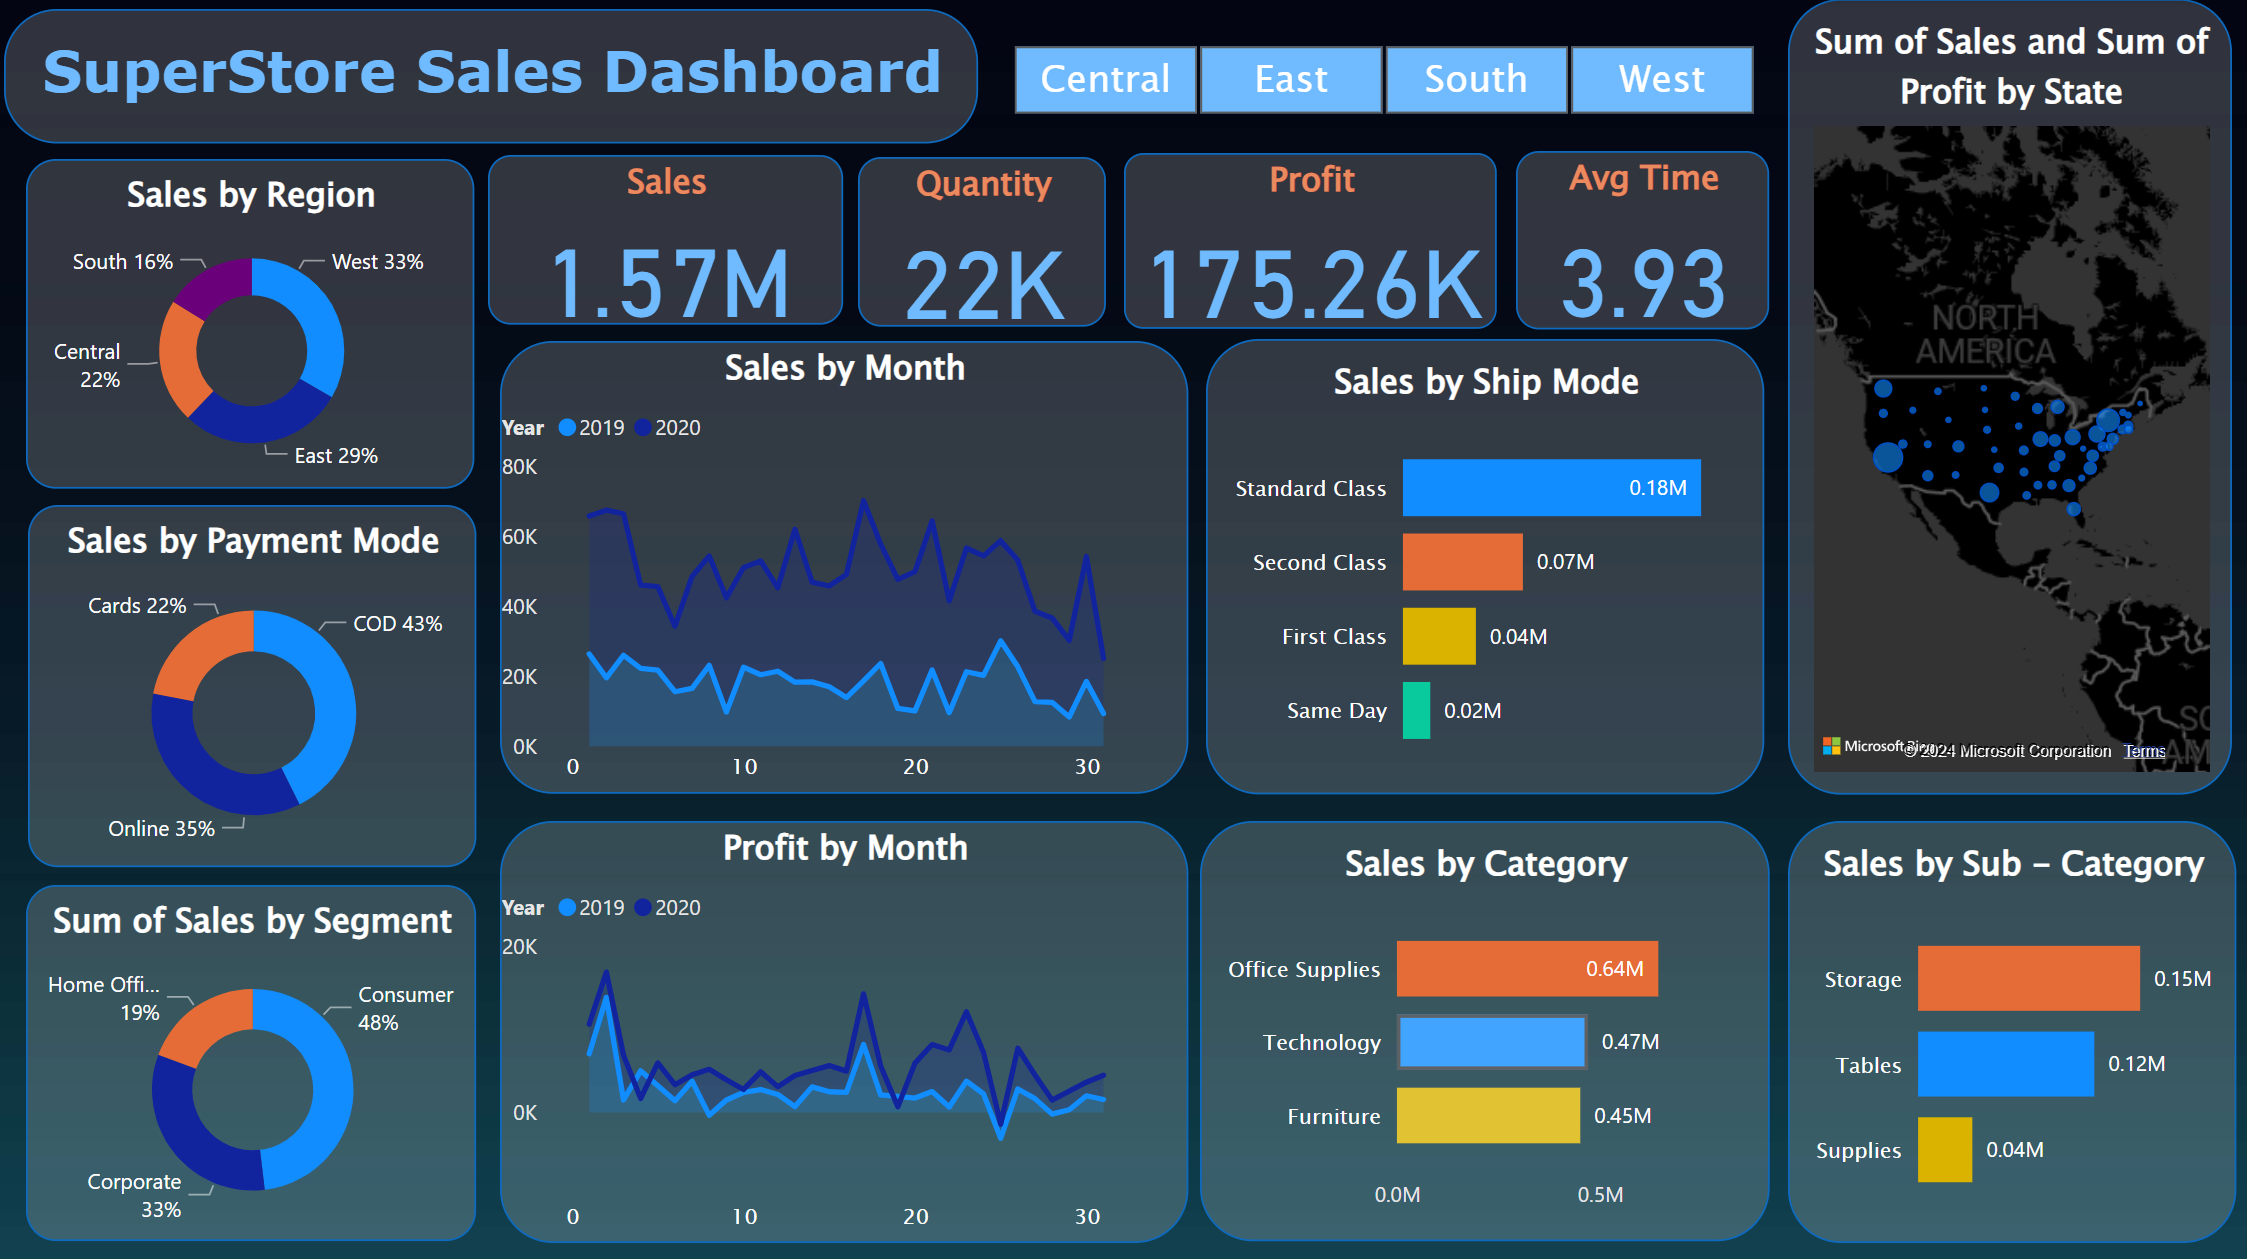 SuperStore Sales Dashboard
Central
East
South
West
Sum of Sales and Sum of
Profit by State
Sales by Region
South 16%
West 33%
Central
22%
East 29%
Sales
1.57M
Quantity
22K
Profit
175.26K
Avg Time
3.93
NORTH
AMERICA
Microsoft Bing
© 2024 Microsoft Corporation
Terms
Sales by Payment Mode
Cards 22%
COD 43%
Online 35%
Sales by Month
Year 2019 2020
80K
60K
40K
20K
0K
0 10 20 30
Sales by Ship Mode
Standard Class 0.18M
Second Class 0.07M
First Class 0.04M
Same Day 0.02M
Sum of Sales by Segment
Home Offi...
19%
Consumer
48%
Corporate
33%
Profit by Month
Year 2019 2020
20K
0K
0 10 20 30
Sales by Category
Office Supplies 0.64M
Technology 0.47M
Furniture 0.45M
0.0M 0.5M
Sales by Sub - Category
Storage 0.15M
Tables 0.12M
Supplies 0.04M